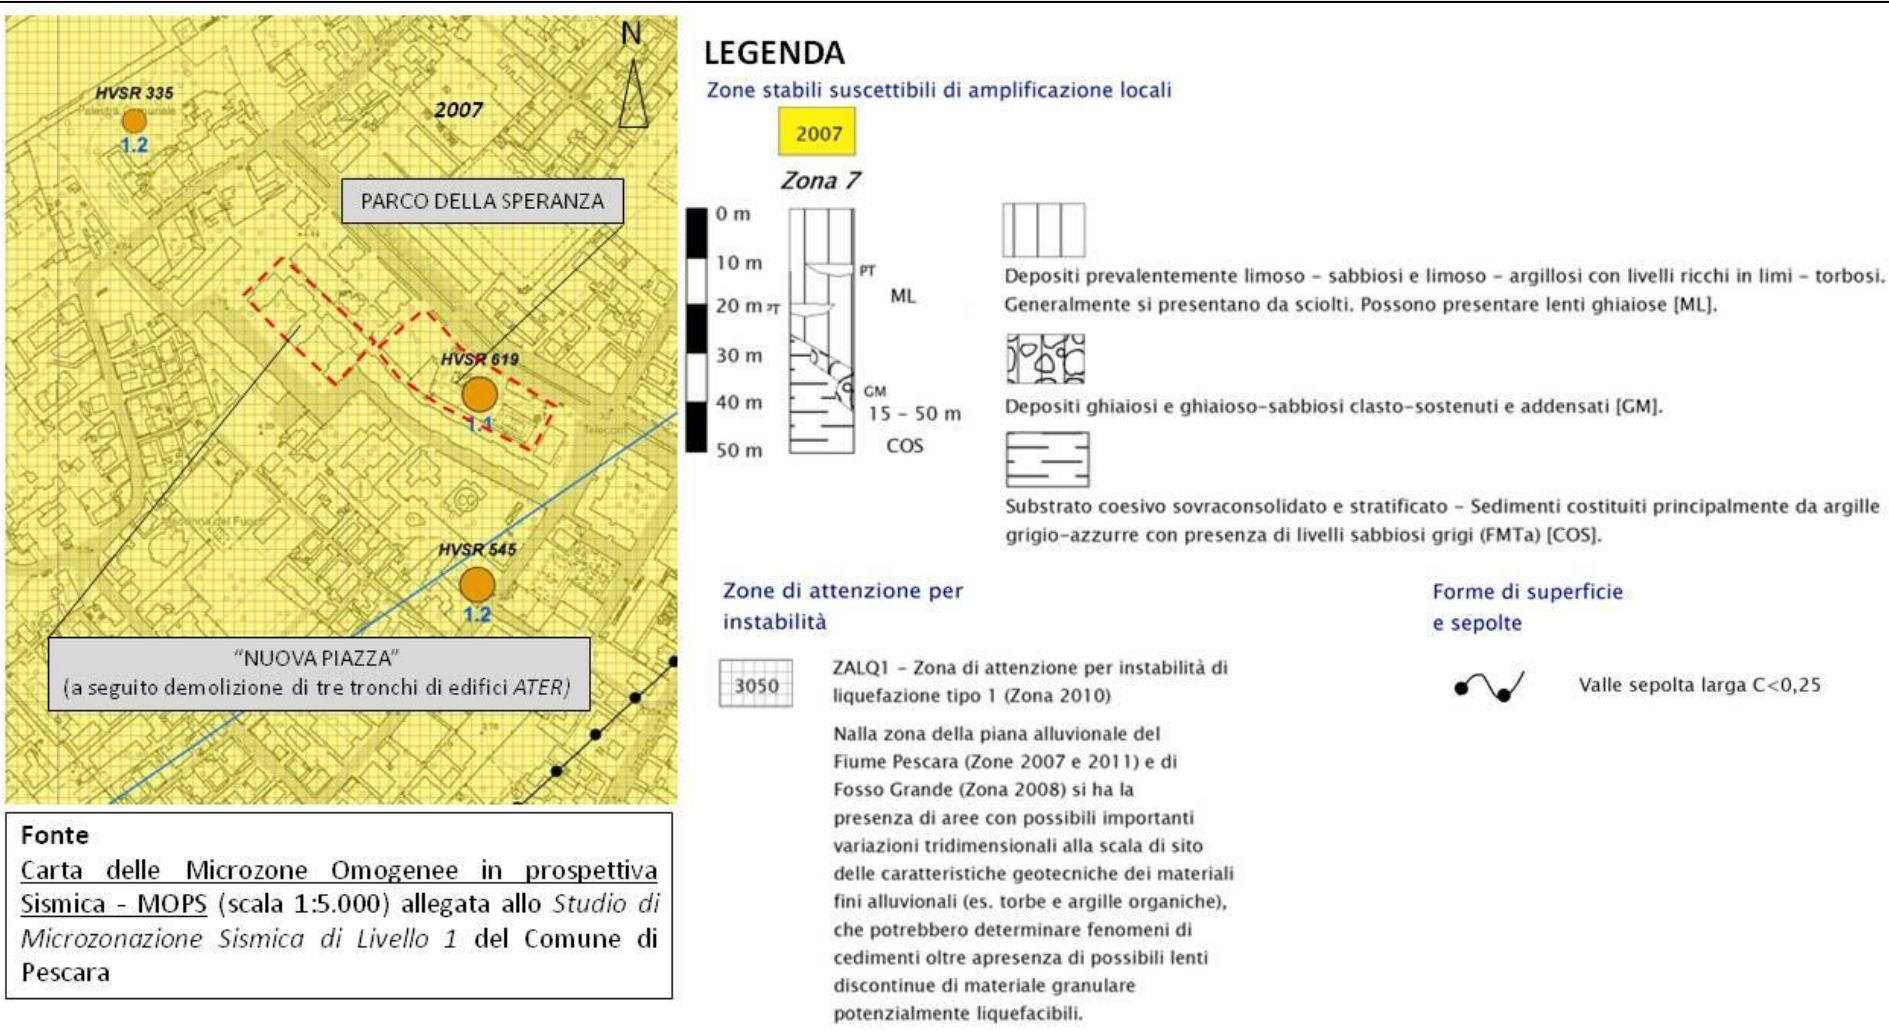 N
HVSR 335
1.2
2007
PARCO DELLA SPERANZA
HVSR 619
1.1
Telecom
Madonna del Fuoco
HVSR 545
1.2
"NUOVA PIAZZA"
(a seguito demolizione di tre tronchi di edifici ATER)
Fonte
Carta delle Microzone Omogenee in prospettiva
Sismica - MOPS (scala 1:5.000) allegata allo Studio di
Microzonazione Sismica di Livello 1 del Comune di
Pescara
LEGENDA
Zone stabili suscettibili di amplificazione locali
2007
Zona 7
0 m
10 m
20 m
30 m
40 m
50 m
PT
PT
ML
GM
15 - 50 m
COS
Depositi prevalentemente limoso - sabbiosi e limoso - argillosi con livelli ricchi in limi - torbosi.
Generalmente si presentano da sciolti. Possono presentare lenti ghiaiose [ML].
Depositi ghiaiosi e ghiaioso-sabbiosi clasto-sostenuti e addensati [GM].
Substrato coesivo sovraconsolidato e stratificato - Sedimenti costituiti principalmente da argille
grigio-azzurre con presenza di livelli sabbiosi grigi (FMTa) [COS].
Zone di attenzione per
instabilità
3050
ZALQ1 - Zona di attenzione per instabilità di
liquefazione tipo 1 (Zona 2010)
Nalla zona della piana alluvionale del
Fiume Pescara (Zone 2007 e 2011) e di
Fosso Grande (Zona 2008) si ha la
presenza di aree con possibili importanti
variazioni tridimensionali alla scala di sito
delle caratteristiche geotecniche dei materiali
fini alluvionali (es. torbe e argille organiche),
che potrebbero determinare fenomeni di
cedimenti oltre apresenza di possibili lenti
discontinue di materiale granulare
potenzialmente liquefacibili.
Forme di superficie
e sepolte
Valle sepolta larga C<0,25